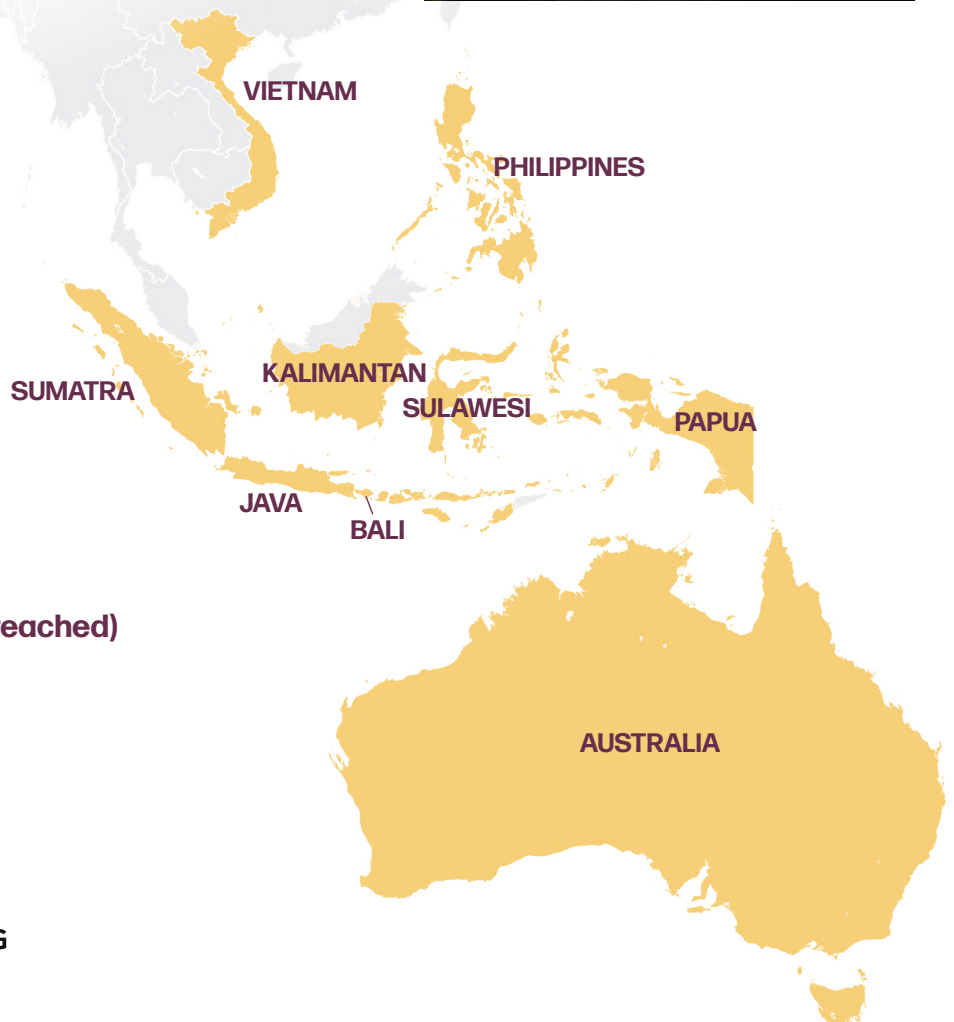 VIETNAM
PHILIPPINES
KALIMANTAN
SUMATRA
SULAWESI
PAPUA
JAVA
BALI
eached)
AUSTRALIA
G